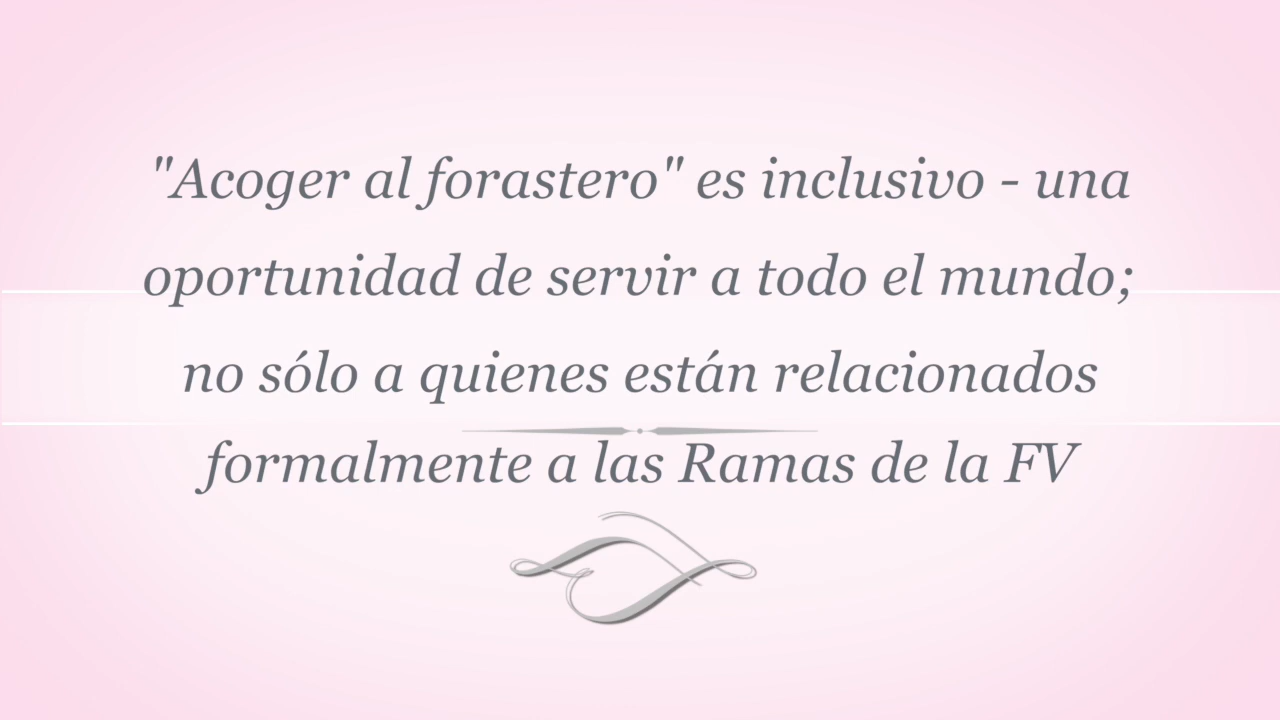 "Acoger al forastero" es inclusivo - una
oportunidad de servir a todo el mundo;
no sólo a quienes están relacionados
formalmente a las Ramas de la FV